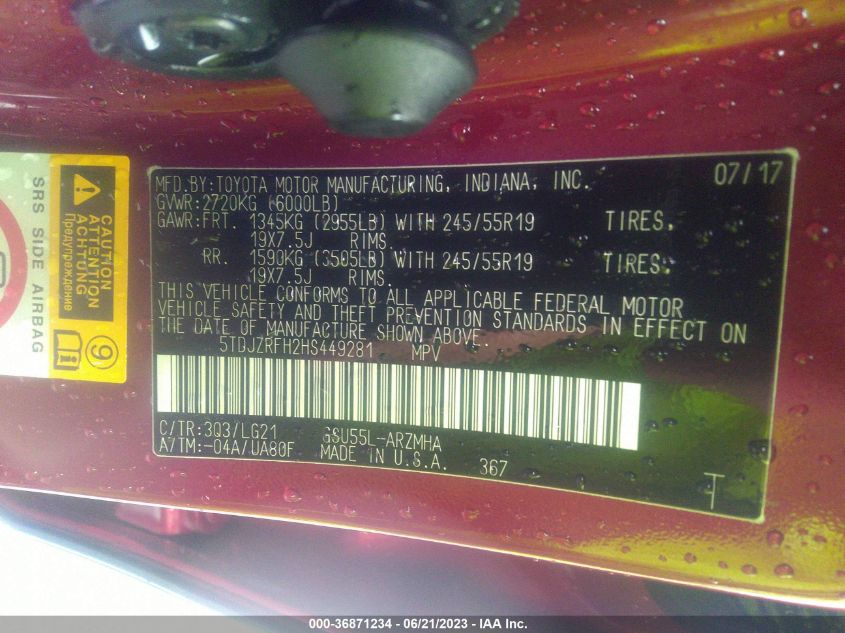 MFD.BY:TOYOTA MOTOR MANUFACTURING, INDIANA, INC. 07/17
GVWR:2720KG (6000LB)
GAWR:FRT. 1345KG (2955LB) WITH 245/55R19 TIRES,
19X7.5J RIMS.
RR. 1590KG (3505LB) WITH 245/55R19 TIRES:
19X7.5J RIMS.
THIS VEHICLE CONFORMS TO ALL APPLICABLE FEDERAL MOTOR
VEHICLE SAFETY AND THEFT PREVENTION STANDARDS IN EFFECT ON
THE DATE OF MANUFACTURE SHOWN ABOVE.
5TDJZRFH2HS449281 MPV
C/TR:3Q3/LG21 GSU55L-ARZMHA
A/TM:-04A/UA80F MADE IN U.S.A. 367
T
CAUTION
ATTENTION
ACHTUNG
Предупреждение
SRS SIDE AIRBAG
9
i
000-36871234 - 06/21/2023 - IAA Inc.